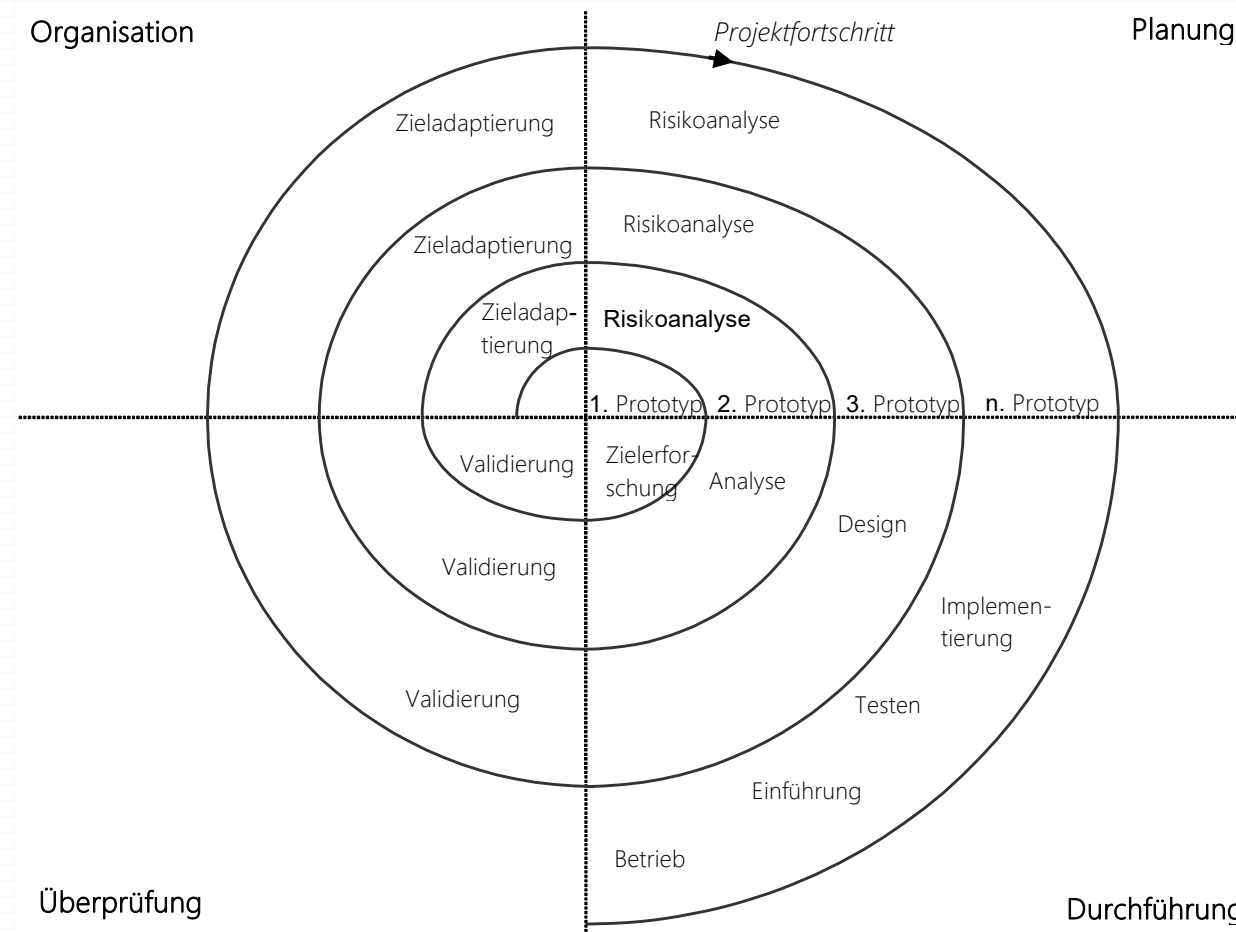 Organisation
Projektfortschritt
Planung
Zieladaptierung
Risikoanalyse
Zieladaptierung
Risikoanalyse
Zieladap-
tierung
Risikoanalyse
1. Prototyp
2. Prototyp
3. Prototyp
n. Prototyp
Validierung
Zielerfor-
schung
Analyse
Design
Validierung
Implemen-
tierung
Validierung
Testen
Einführung
Betrieb
Überprüfung
Durchführung